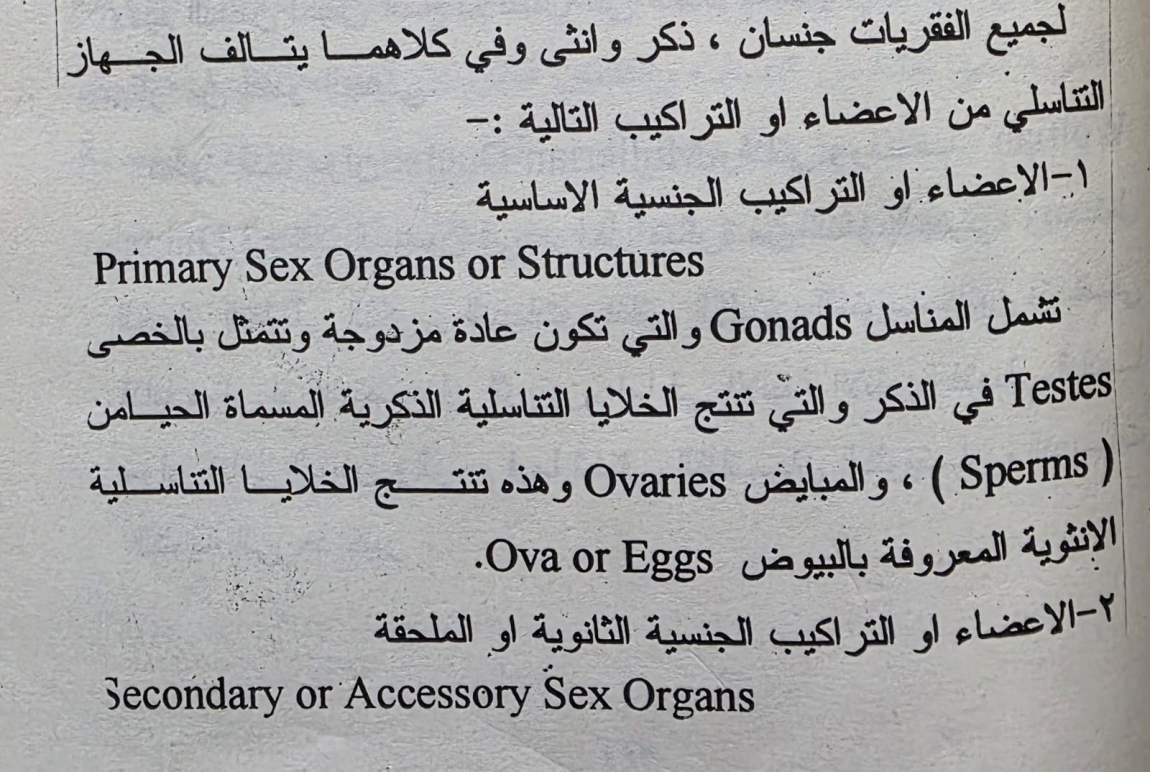 لجميع الفقريات جنسان ، ذكر وانثى وفي كلاهما يتالف الجهاز
التناسلي من الاعضاء او التراكيب التالية :-
١-الاعضاء او التراكيب الجنسية الاساسية
Primary Sex Organs or Structures
تشمل المناسل Gonads والتي تكون عادة مزدوجة وتتمثل بالخصى
Testes في الذكر والتي تنتج الخلايا التناسلية الذكرية المسماة الحيامن
( Sperms ) ، والمبايض Ovaries وهذه تنتج الخلايا التناسلية
الانثوية المعروفة بالبيوض Ova or Eggs.
٢-الاعضاء او التراكيب الجنسية الثانوية او الملحقة
Secondary or Accessory Sex Organs